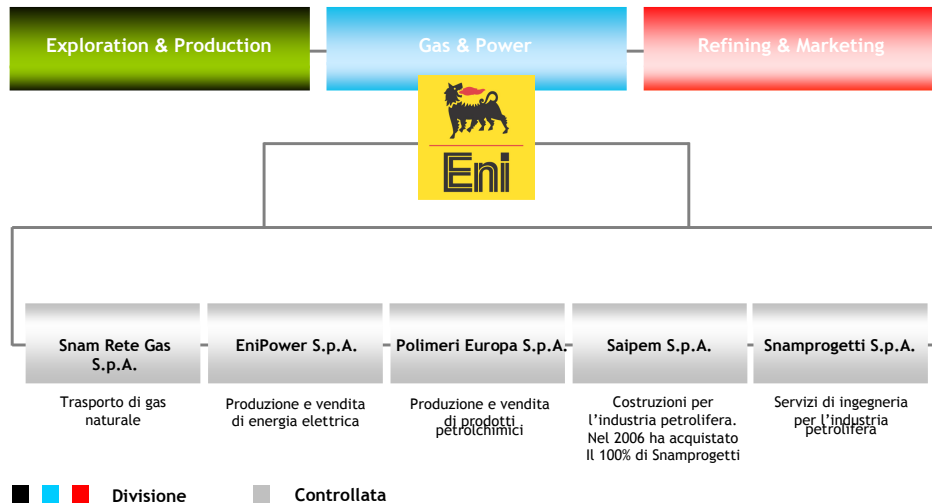 Exploration & Production
Gas & Power
Refining & Marketing
Eni
Snam Rete Gas
S.p.A.
EniPower S.p.A.
Polimeri Europa S.p.A.
Saipem S.p.A.
Snamprogetti S.p.A.
Trasporto di gas
naturale
Produzione e vendita
di energia elettrica
Produzione e vendita
di prodotti
petrolchimici
Costruzioni per
l’industria petrolifera.
Nel 2006 ha acquistato
Il 100% di Snamprogetti
Servizi di ingegneria
per l’industria
petrolifera
Divisione
Controllata